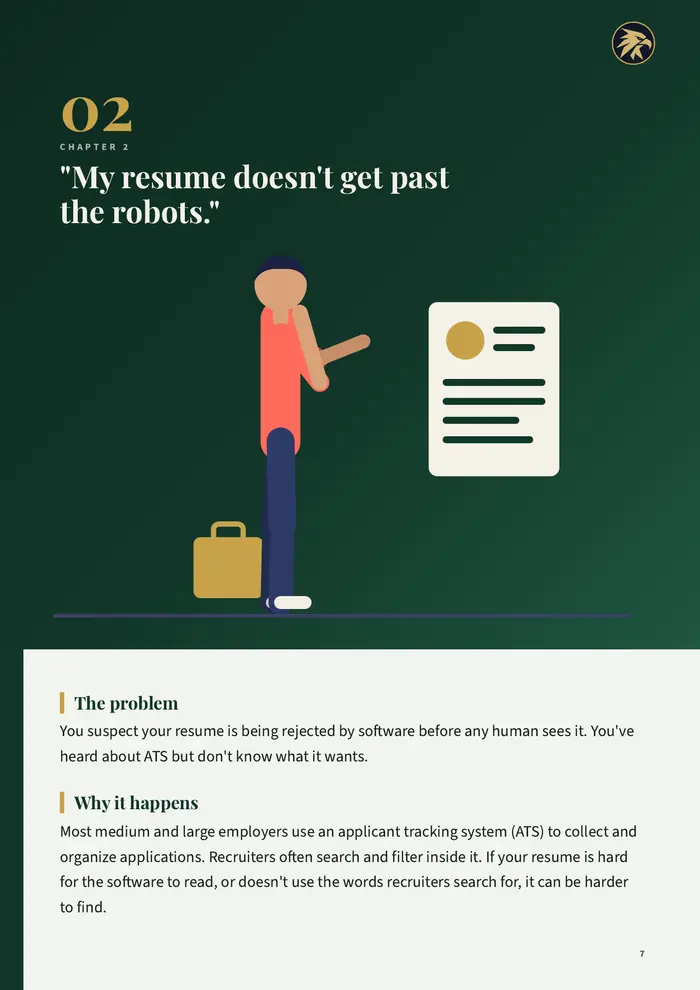 02
CHAPTER 2
"My resume doesn't get past
the robots."
The problem
You suspect your resume is being rejected by software before any human sees it. You've
heard about ATS but don't know what it wants.
Why it happens
Most medium and large employers use an applicant tracking system (ATS) to collect and
organize applications. Recruiters often search and filter inside it. If your resume is hard
for the software to read, or doesn't use the words recruiters search for, it can be harder
to find.
7